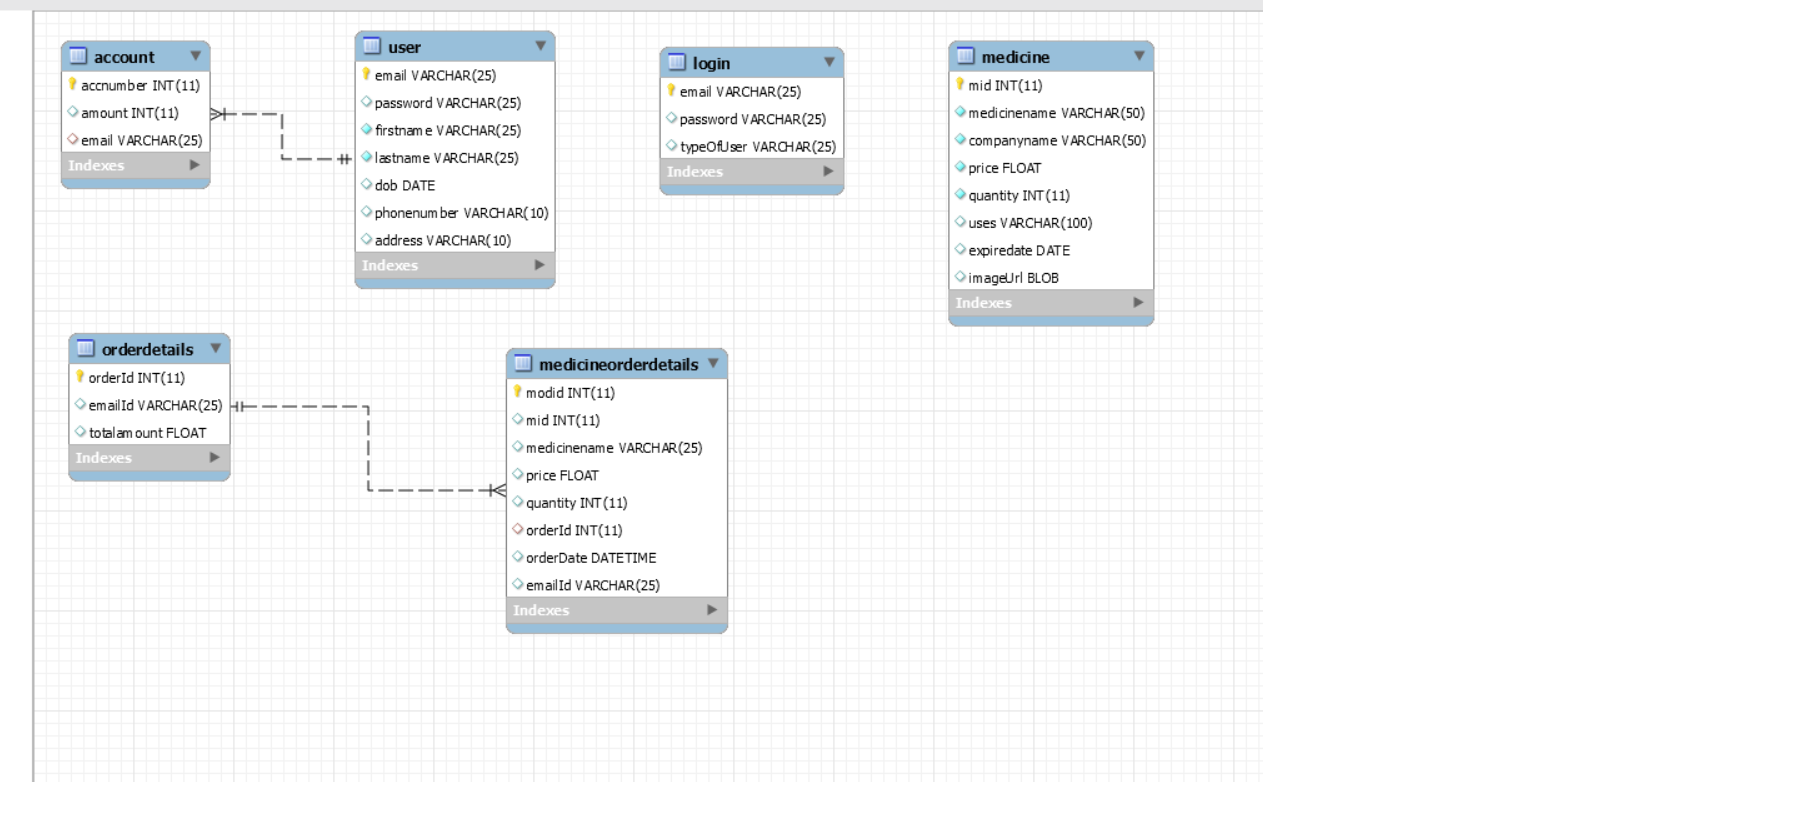 account
accnumber INT(11)
amount INT(11)
email VARCHAR(25)
Indexes
user
email VARCHAR(25)
password VARCHAR(25)
firstname VARCHAR(25)
lastname VARCHAR(25)
dob DATE
phonenumber VARCHAR(10)
address VARCHAR(10)
Indexes
login
email VARCHAR(25)
password VARCHAR(25)
typeOfUser VARCHAR(25)
Indexes
medicine
mid INT(11)
medicinename VARCHAR(50)
companyname VARCHAR(50)
price FLOAT
quantity INT(11)
uses VARCHAR(100)
expiredate DATE
imageUrl BLOB
Indexes
orderdetails
orderId INT(11)
emailId VARCHAR(25)
totalamount FLOAT
Indexes
medicineorderdetails
modid INT(11)
mid INT(11)
medicinename VARCHAR(25)
price FLOAT
quantity INT(11)
orderId INT(11)
orderDate DATETIME
emailId VARCHAR(25)
Indexes